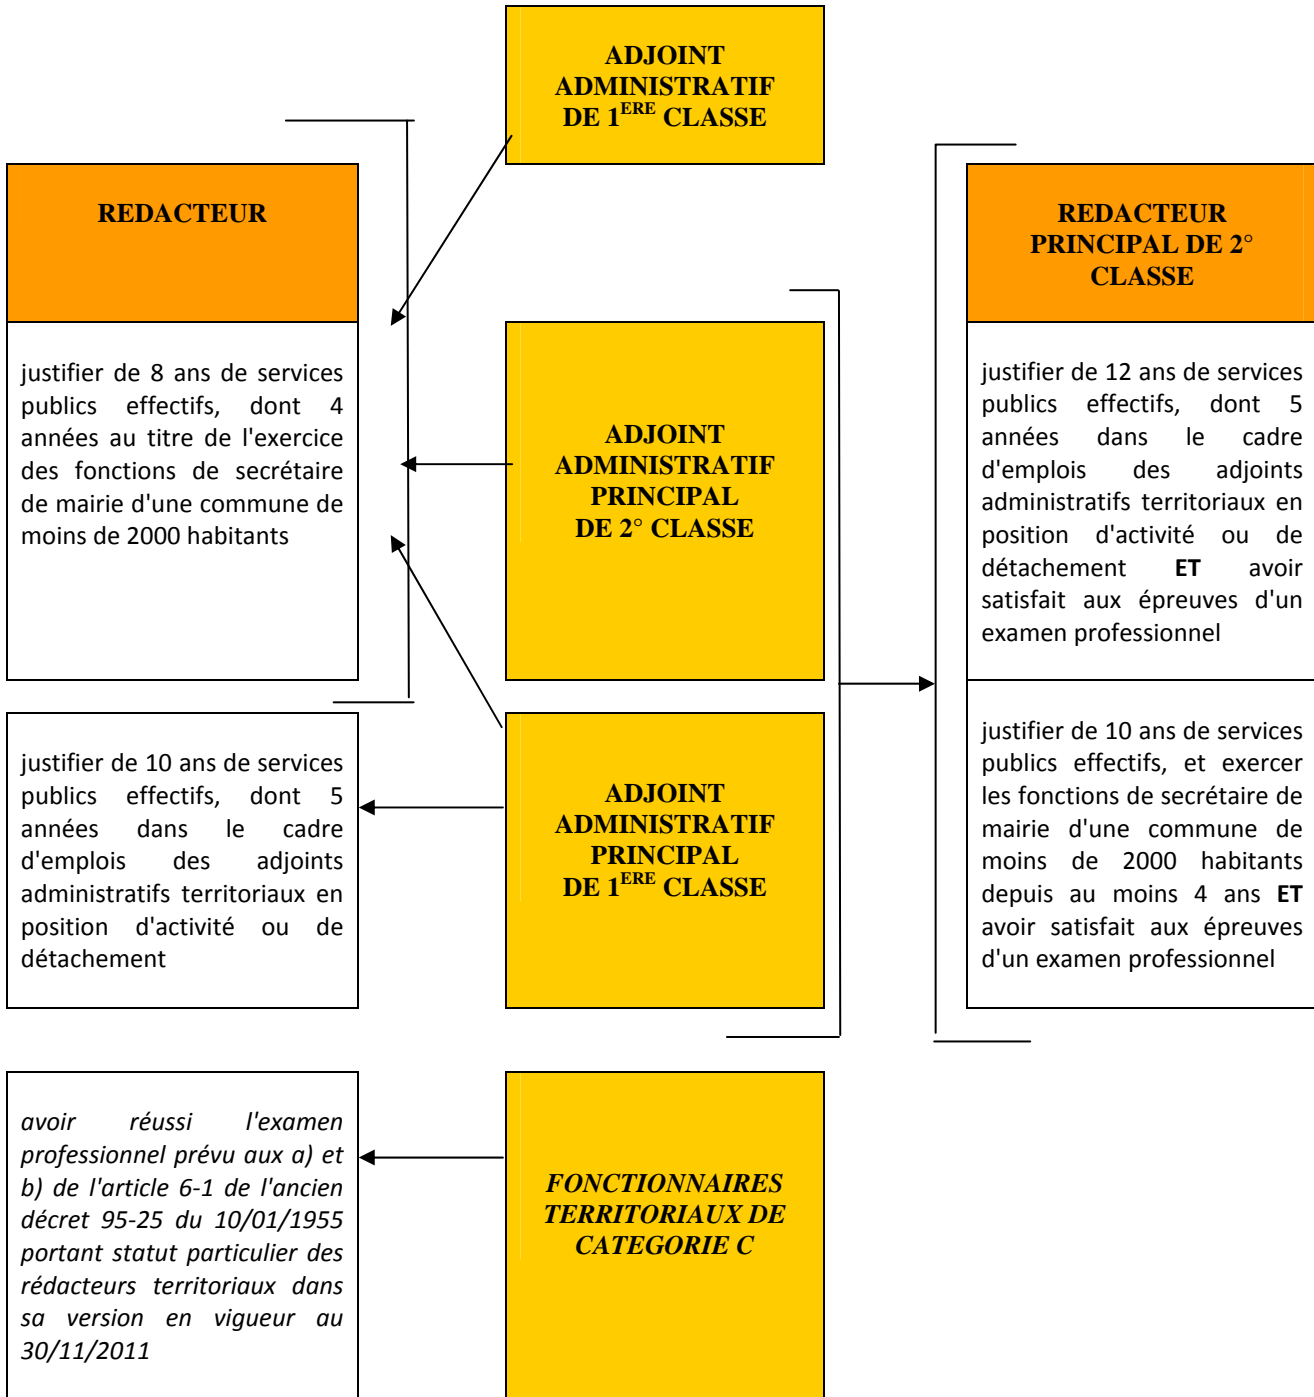 ADJOINT
ADMINISTRATIF
DE 1ERE CLASSE
REDACTEUR
justifier de 8 ans de services
publics effectifs, dont 4
années au titre de l'exercice
des fonctions de secrétaire
de mairie d'une commune de
moins de 2000 habitants
ADJOINT
ADMINISTRATIF
PRINCIPAL
DE 2° CLASSE
REDACTEUR
PRINCIPAL DE 2°
CLASSE
justifier de 12 ans de services
publics effectifs, dont 5
années dans le cadre
d'emplois des adjoints
administratifs territoriaux en
position d'activité ou de
détachement ET avoir
satisfait aux épreuves d'un
examen professionnel
justifier de 10 ans de services
publics effectifs, dont 5
années dans le cadre
d'emplois des adjoints
administratifs territoriaux en
position d'activité ou de
détachement
ADJOINT
ADMINISTRATIF
PRINCIPAL
DE 1ERE CLASSE
justifier de 10 ans de services
publics effectifs, et exercer
les fonctions de secrétaire de
mairie d'une commune de
moins de 2000 habitants
depuis au moins 4 ans ET
avoir satisfait aux épreuves
d'un examen professionnel
avoir réussi l'examen
professionnel prévu aux a) et
b) de l'article 6-1 de l'ancien
décret 95-25 du 10/01/1955
portant statut particulier des
rédacteurs territoriaux dans
sa version en vigueur au
30/11/2011
FONCTIONNAIRES
TERRITORIAUX DE
CATEGORIE C